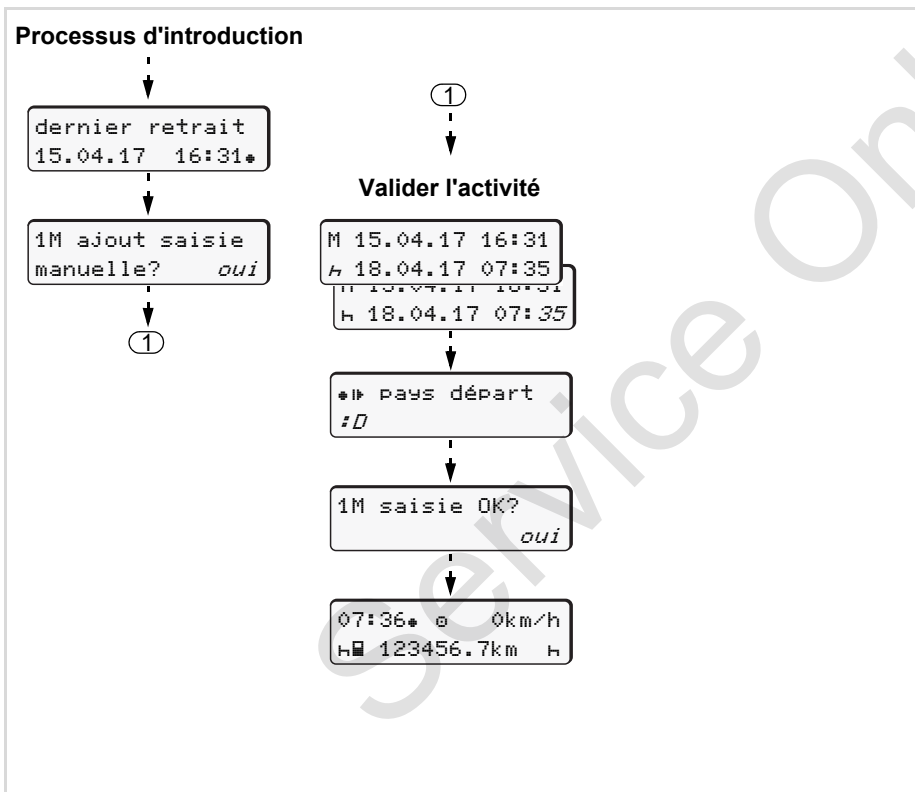 Processus d'introduction
dernier retrait
15.04.17 16:31
1M ajout saisie
manuelle? oui
1
1
Valider l'activité
M 15.04.17 16:31
18.04.17 07:35
18.04.17 07:35
pays départ
:D
1M saisie OK?
oui
07:36 0km/h
123456.7km
Service